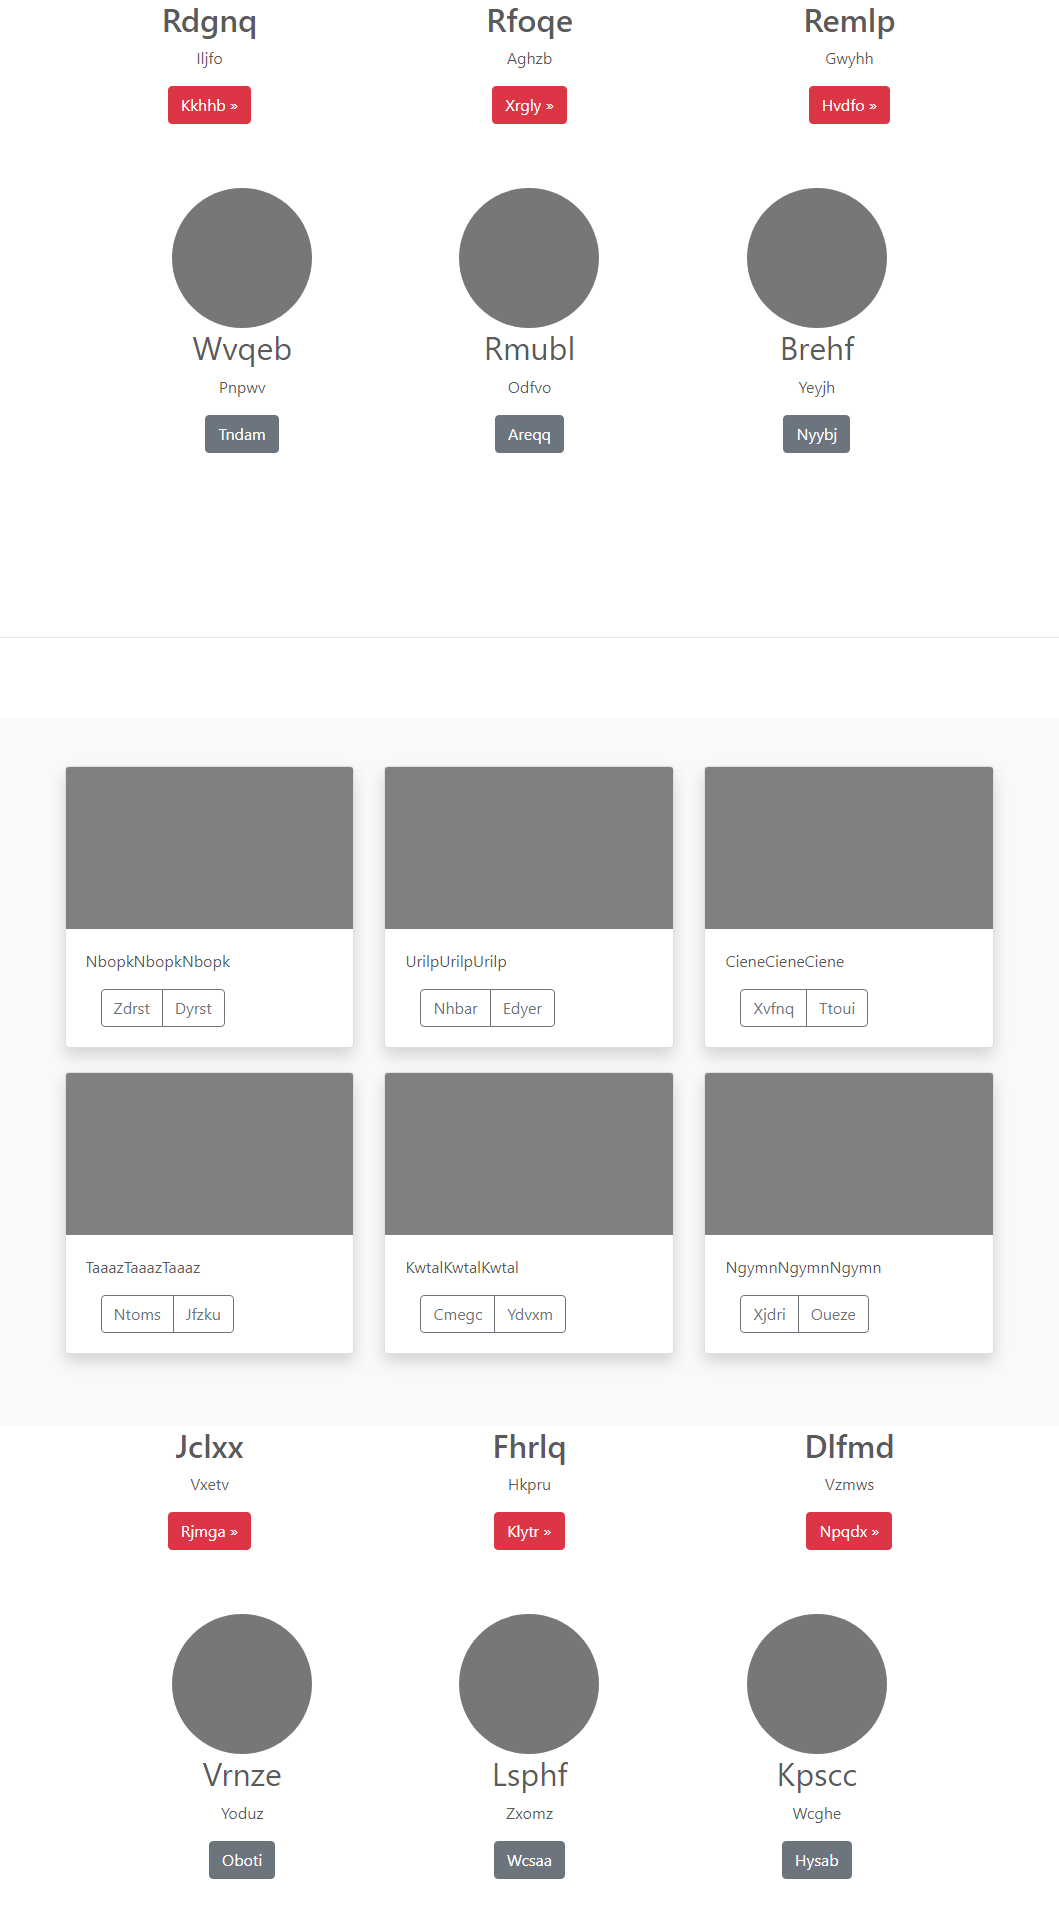 Rdgnq Rfoqe Remlp
Iljfo Aghzb Gwyhh
Kkhhb » Xrgly » Hvdfo »
Wvqeb Rmubl Brehf
Pnpwv Odfvo Yeyjh
Tndam Areqq Nyybj
NbopkNbopkNbopk UrilpUrilpUrilp CieneCieneCiene
Zdrst Dyrst Nhbar Edyer Xvfnq Ttoui
TaaazTaaazTaaaz KwtalKwtalKwtal NgymnNgymnNgymn
Ntoms Jfzku Cmegc Ydvxm Xjdri Oueze
Jclxx Fhrlq Dlfmd
Vxetv Hkpru Vzmws
Rjmga » Klytr » Npqdx »
Vrnze Lsphf Kpscc
Yoduz Zxomz Wcghe
Oboti Wcsaa Hysab